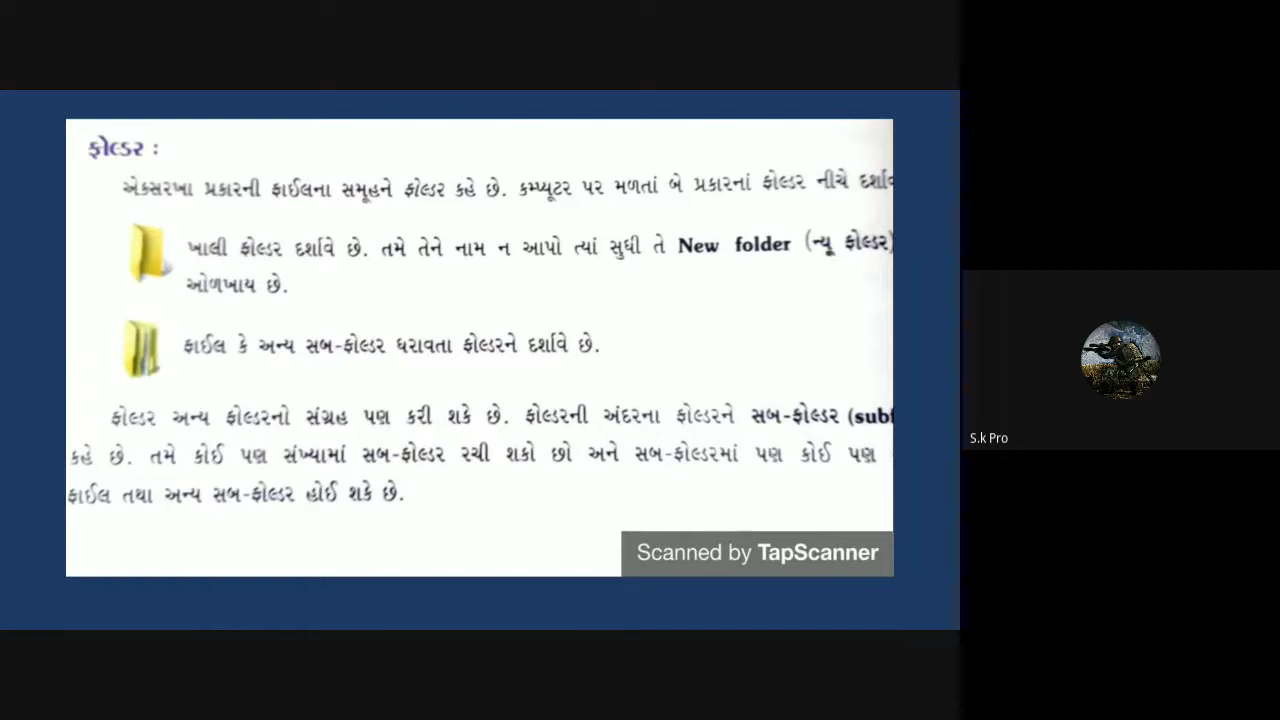 ફોલ્ડર :
એકસરખા પ્રકારની ફાઈલના સમૂહને ફોલ્ડર કહે છે. કમ્પ્યૂટર પર મળતાં બે પ્રકારનાં ફોલ્ડર નીચે
ખાલી ફોલ્ડર દર્શાવે છે. તમે તેને નામ ન આપો ત્યાં સુધી તે New folder (ન્યૂ ફોલ્ડર)
ઓળખાય છે.
ફાઈલ કે અન્ય સબ-ફોલ્ડર ધરાવતા ફોલ્ડરને દર્શાવે છે.
ફોલ્ડર અન્ય ફોલ્ડરનો સંગ્રહ પણ કરી શકે છે. ફોલ્ડરની અંદરના ફોલ્ડરને સબ-ફોલ્ડર
કહે છે. તમે કોઈ પણ સંખ્યામાં સબ-ફોલ્ડર રચી શકો છો અને સબ-ફોલ્ડરમાં પણ કોઈ પણ
ફાઈલ તથા અન્ય સબ-ફોલ્ડર હોઈ શકે છે.
Scanned by TapScanner
S.k Pro